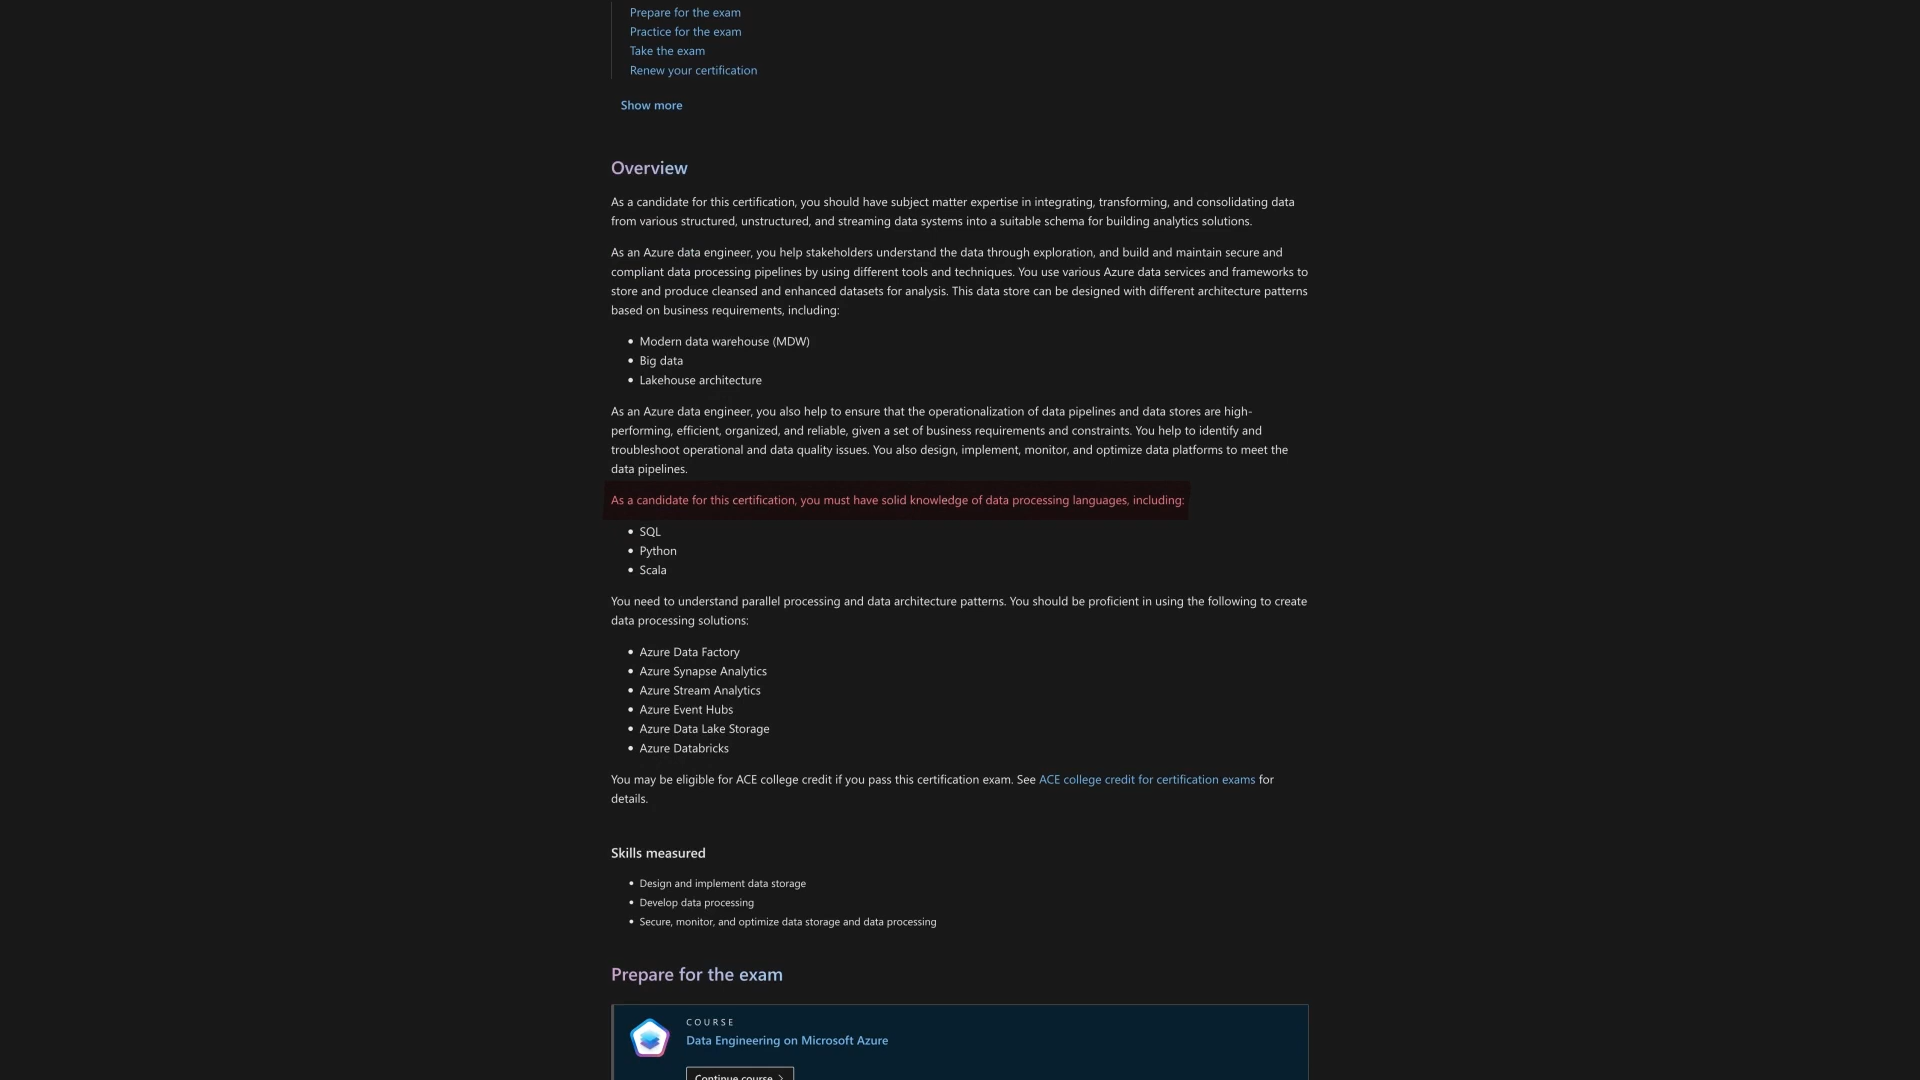 Prepare for the exam
Practice for the exam
Take the exam
Renew your certification
Show more
Overview
As a candidate for this certification, you should have subject matter expertise in integrating, transforming, and consolidating data
from various structured, unstructured, and streaming data systems into a suitable schema for building analytics solutions.
As an Azure data engineer, you help stakeholders understand the data through exploration, and build and maintain secure and
compliant data processing pipelines by using different tools and techniques. You use various Azure data services and frameworks to
store and produce cleansed and enhanced datasets for analysis. This data store can be designed with different architecture patterns
based on business requirements, including:
• Modern data warehouse (MDW)
• Big data
• Lakehouse architecture
As an Azure data engineer, you also help to ensure that the operationalization of data pipelines and data stores are high-
performing, efficient, organized, and reliable, given a set of business requirements and constraints. You help to identify and
troubleshoot operational and data quality issues. You also design, implement, monitor, and optimize data platforms to meet the
data pipelines.
As a candidate for this certification, you must have solid knowledge of data processing languages, including:
• SQL
• Python
• Scala
You need to understand parallel processing and data architecture patterns. You should be proficient in using the following to create
data processing solutions:
• Azure Data Factory
• Azure Synapse Analytics
• Azure Stream Analytics
• Azure Event Hubs
• Azure Data Lake Storage
• Azure Databricks
You may be eligible for ACE college credit if you pass this certification exam. See ACE college credit for certification exams for
details.
Skills measured
• Design and implement data storage
• Develop data processing
• Secure, monitor, and optimize data storage and data processing
Prepare for the exam
COURSE
Data Engineering on Microsoft Azure
Continue course >